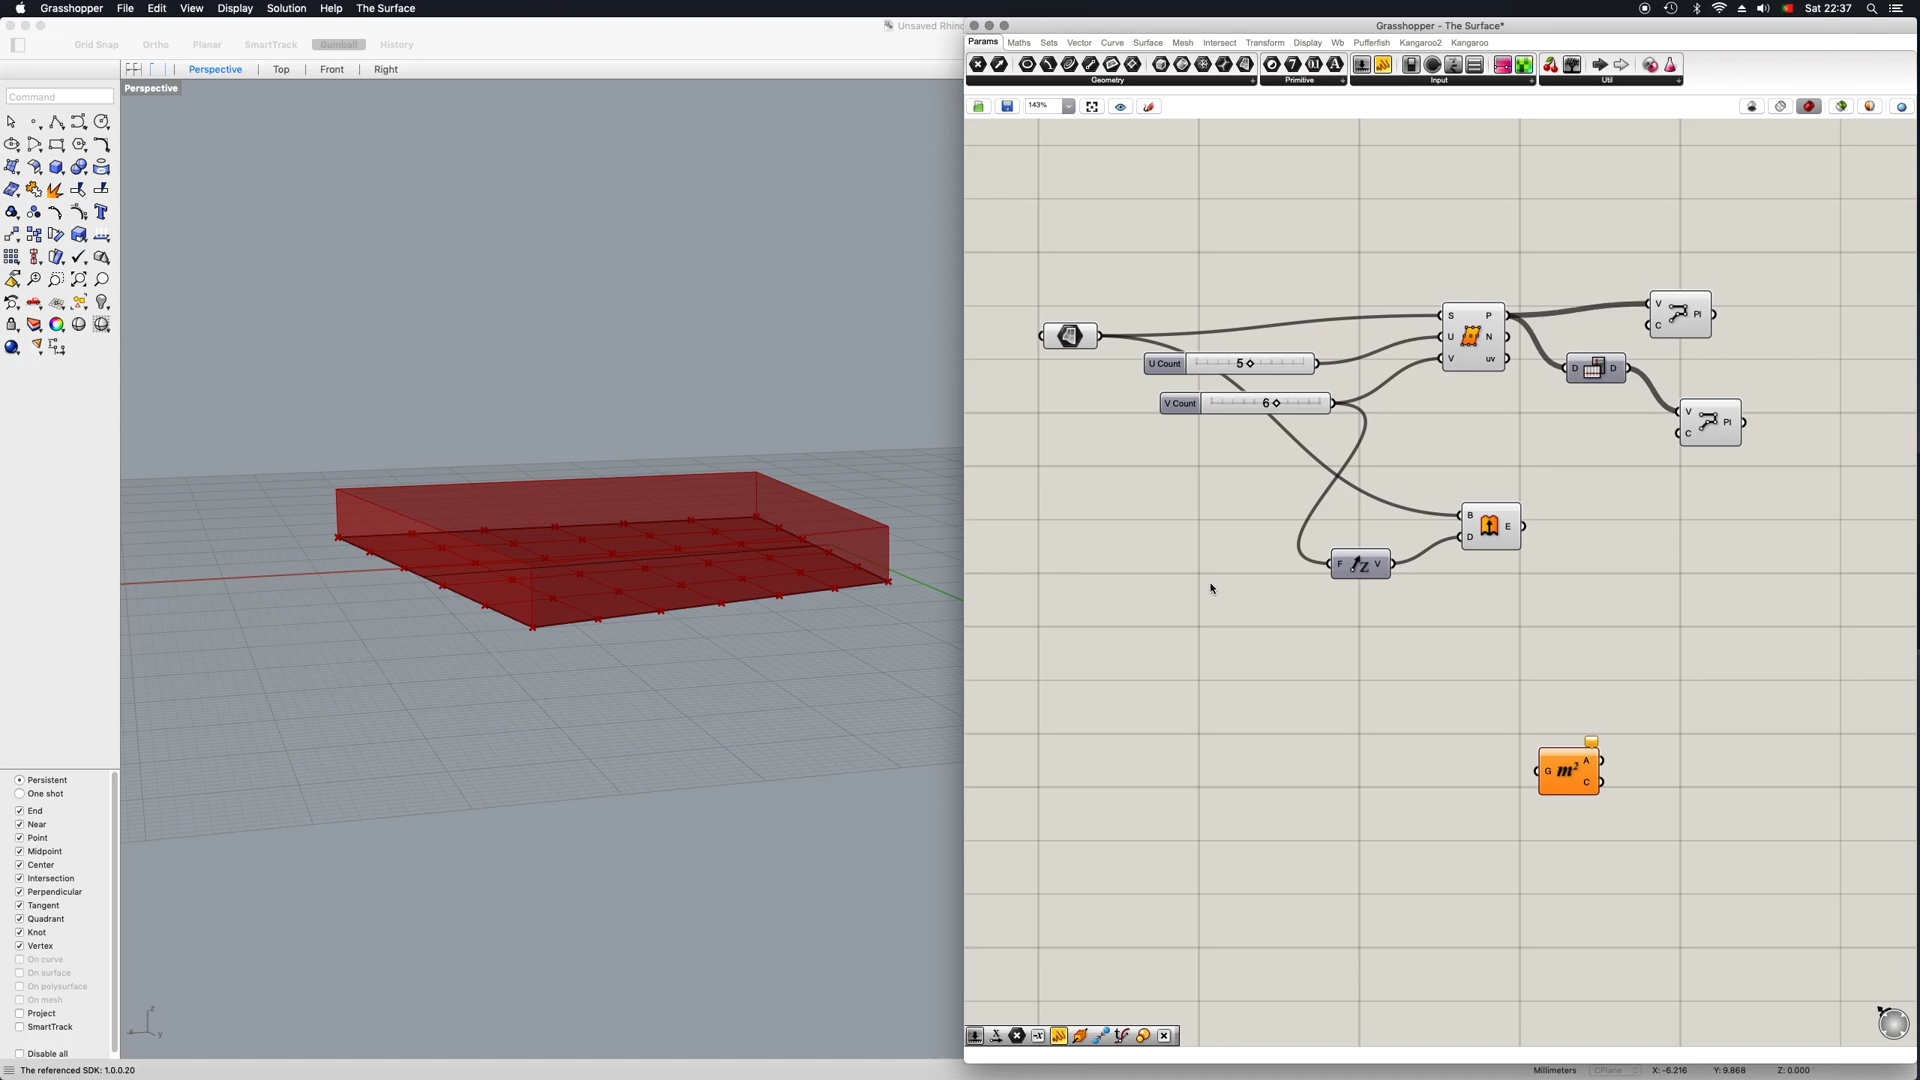 Grasshopper File Edit View Display Solution Help The Surface
Sat 22:37
Unsaved Rhin
Grasshopper - The Surface*
Grid Snap Ortho Planar SmartTrack Gumball History
Params Maths Sets Vector Curve Surface Mesh Intersect Transform Display Wb Pufferfish Kangaroo2 Kangaroo
Perspective Top Front Right
Geometry Primitive Input Util
Perspective
Command
143%
S P
U N
V uv
V Pl
C
U Count 5
V Count 6
D D
V Pl
C
B E
D
F Z V
G m² A
C
Persistent
One shot
End
Near
Point
Midpoint
Center
Intersection
Perpendicular
Tangent
Quadrant
Knot
Vertex
On curve
On surface
On polysurface
On mesh
Project
SmartTrack
Disable all
z
x y
The referenced SDK: 1.0.0.20
Millimeters CPlane X: -6.216 Y: 9.868 Z: 0.000